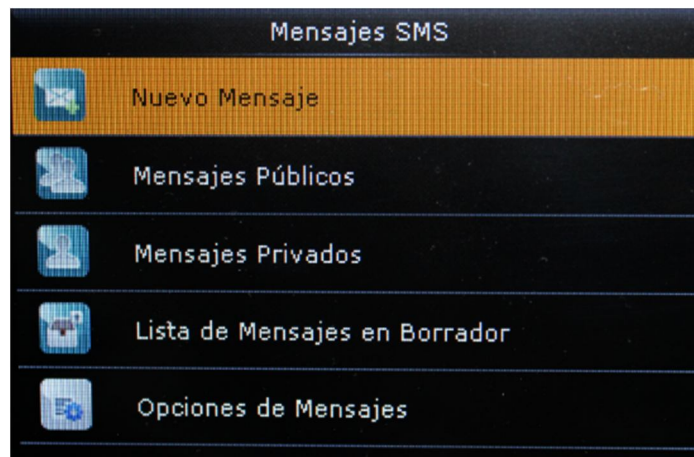 Mensajes SMS
Nuevo Mensaje
Mensajes Públicos
Mensajes Privados
Lista de Mensajes en Borrador
Opciones de Mensajes